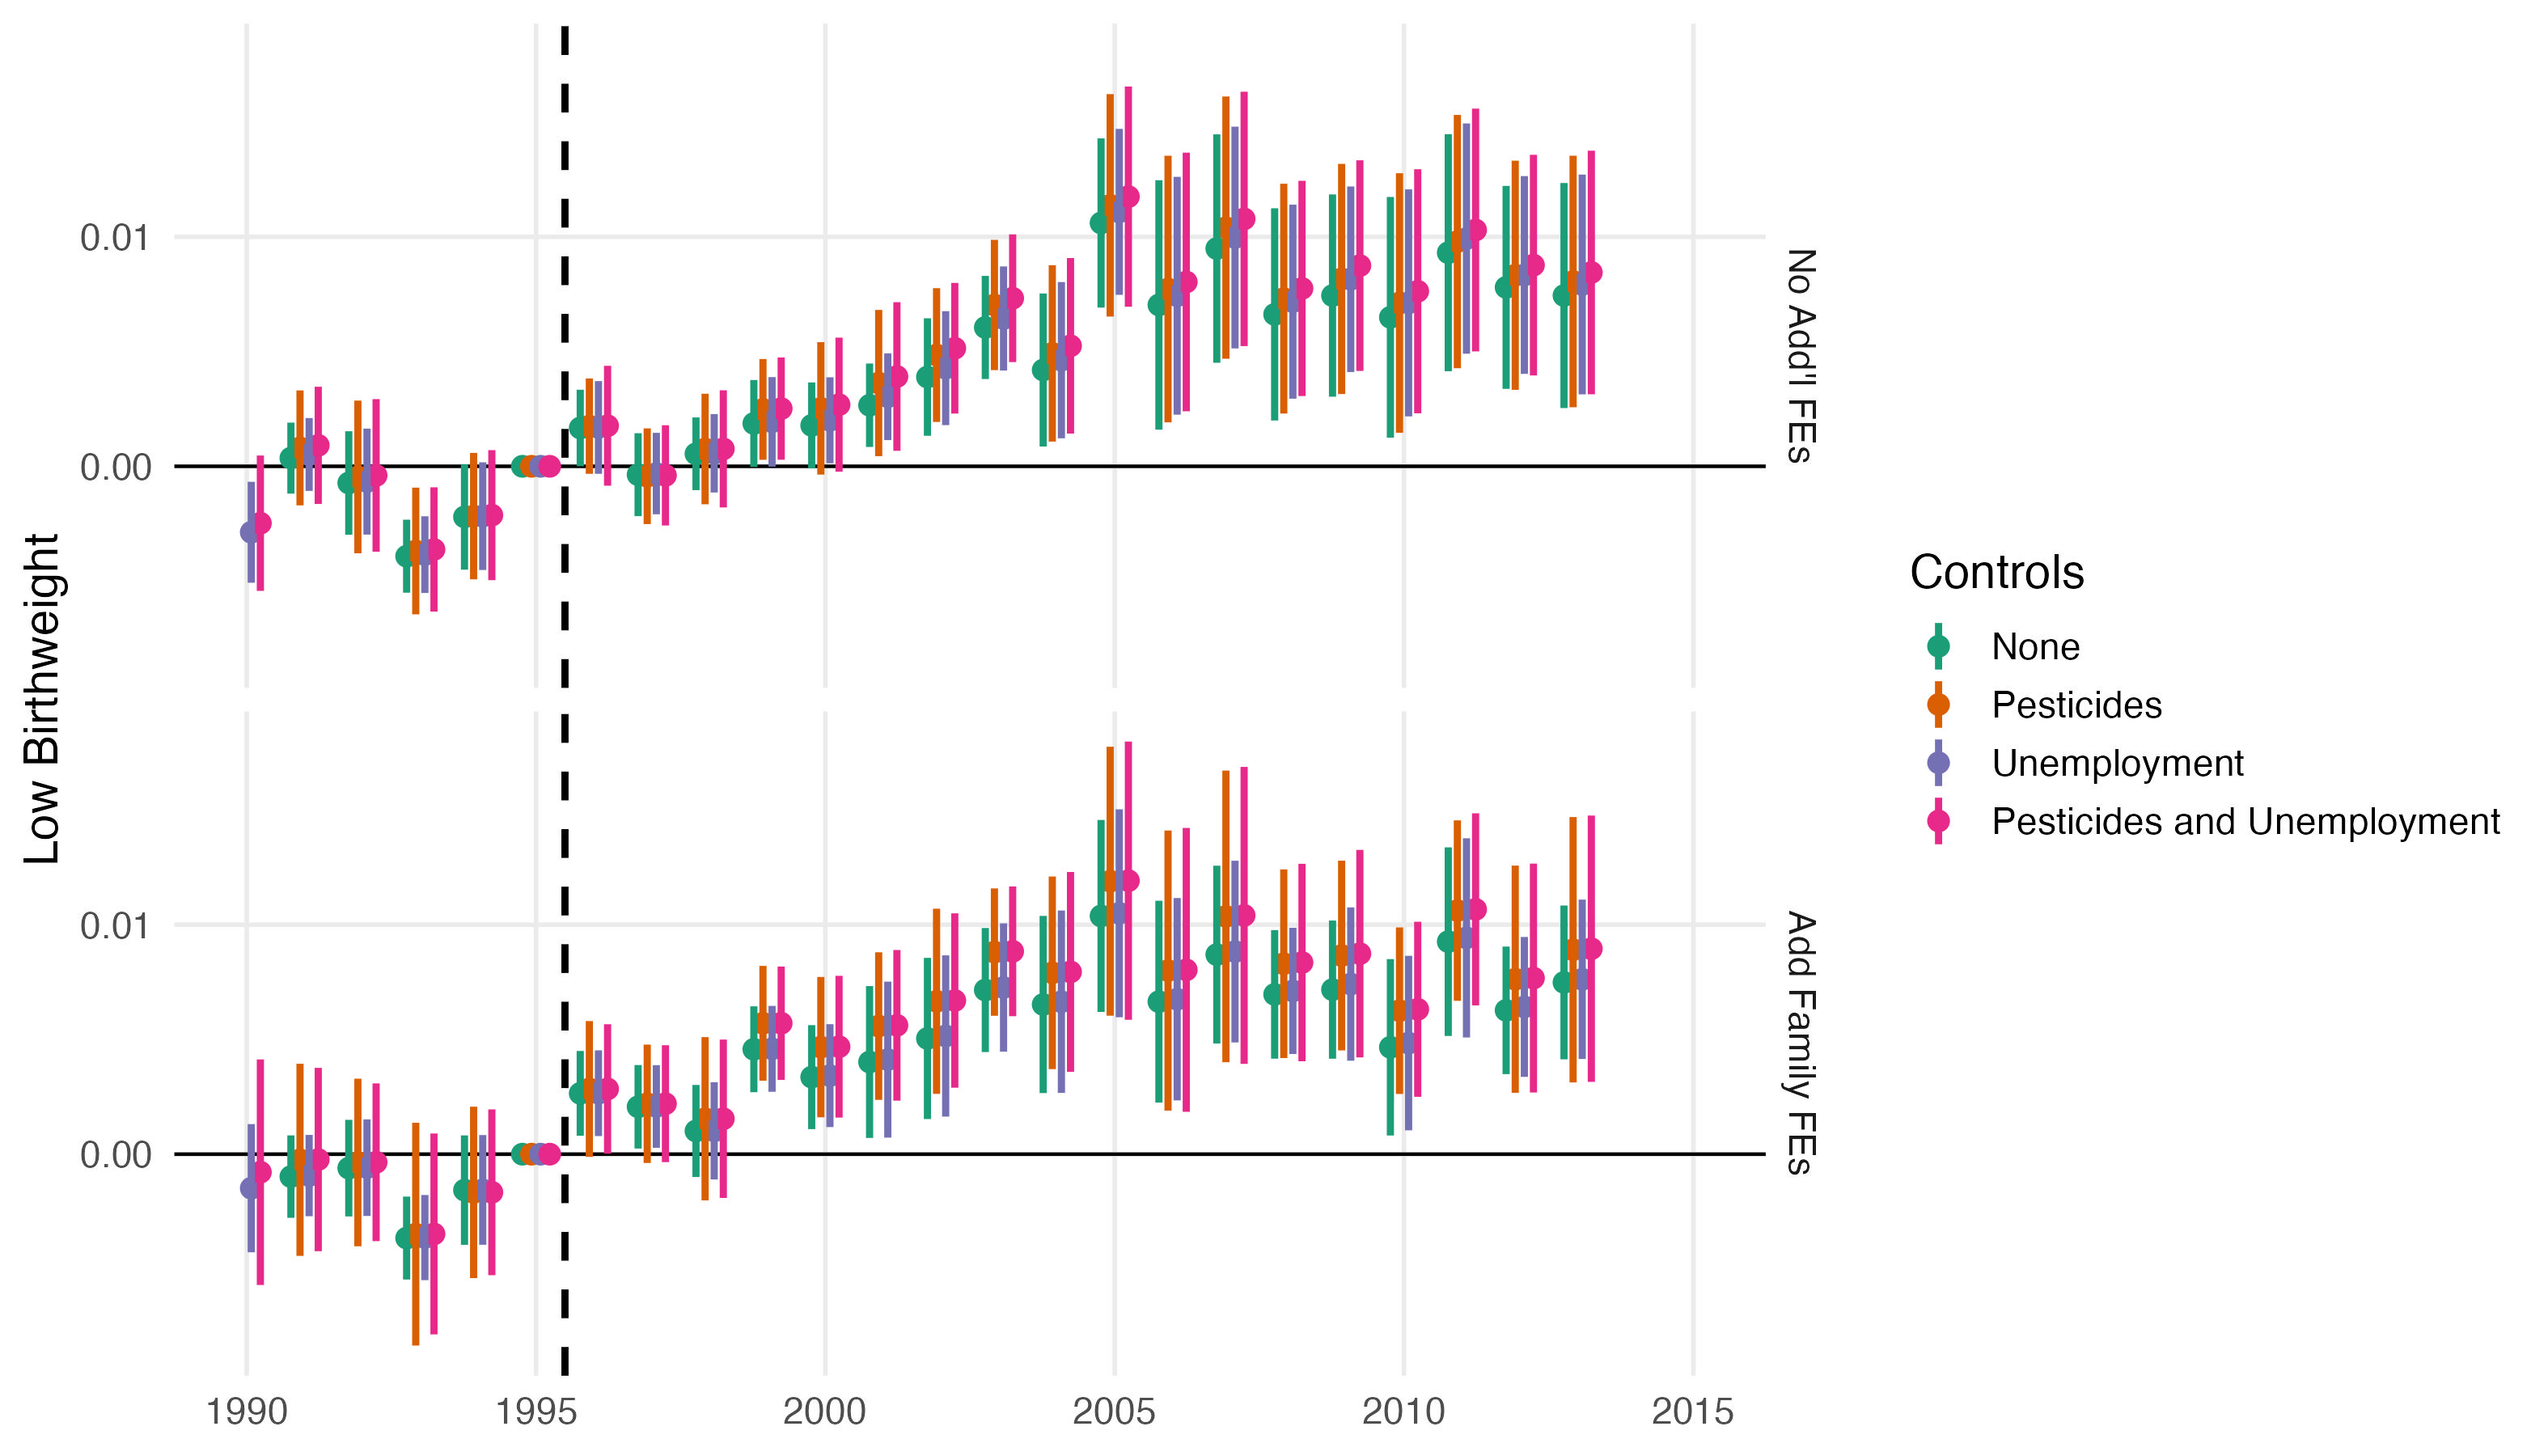 Low Birthweight
0.01
0.00
No Add'l FEs
0.01
0.00
Add Family FEs
1990
1995
2000
2005
2010
2015
Controls
None
Pesticides
Unemployment
Pesticides and Unemployment